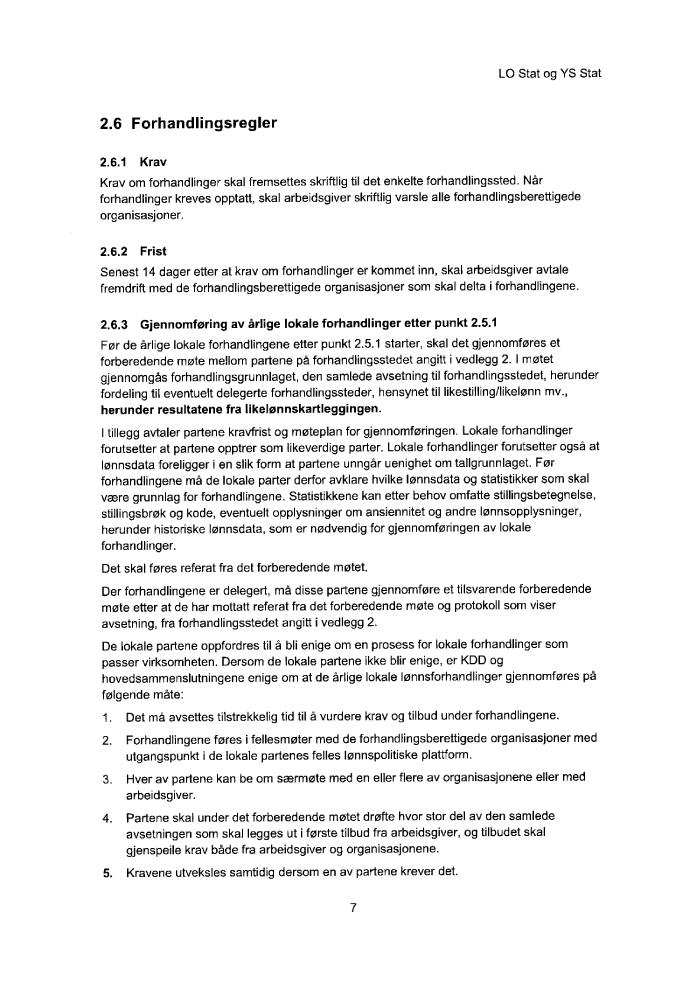 LO Stat og YS Stat
2.6 Forhandlingsregler
2.6.1 Krav
Krav om forhandlinger skal fremsettes skriftlig til det enkelte forhandlingssted. Når
forhandlinger kreves opptatt, skal arbeidsgiver skriftlig varsle alle forhandlingsberettigede
organisasjoner.
2.6.2 Frist
Senest 14 dager etter at krav om forhandlinger er kommet inn, skal arbeidsgiver avtale
fremdrift med de forhandlingsberettigede organisasjoner som skal delta i forhandlingene.
2.6.3 Gjennomføring av årlige lokale forhandlinger etter punkt 2.5.1
Før de årlige lokale forhandlingene etter punkt 2.5.1 starter, skal det gjennomføres et
forberedende møte mellom partene på forhandlingsstedet angitt i vedlegg 2. I møtet
gjennomgås forhandlingsgrunnlaget, den samlede avsetning til forhandlingsstedet, herunder
fordeling til eventuelt delegerte forhandlingssteder, hensynet til likestilling/likelønn mv.,
herunder resultatene fra likelønnskartleggingen.
I tillegg avtaler partene kravfrist og møteplan for gjennomføringen. Lokale forhandlinger
forutsetter at partene opptrer som likeverdige parter. Lokale forhandlinger forutsetter også at
lønnsdata foreligger i en slik form at partene unngår uenighet om tallgrunnlaget. Før
forhandlingene må de lokale parter derfor avklare hvilke lønnsdata og statistikker som skal
være grunnlag for forhandlingene. Statistikkene kan etter behov omfatte stillingsbetegnelse,
stillingsbrøk og kode, eventuelt opplysninger om ansiennitet og andre lønnsopplysninger,
herunder historiske lønnsdata, som er nødvendig for gjennomføringen av lokale
forhandlinger.
Det skal føres referat fra det forberedende møtet.
Der forhandlingene er delegert, må disse partene gjennomføre et tilsvarende forberedende
møte etter at de har mottatt referat fra det forberedende møte og protokoll som viser
avsetning, fra forhandlingsstedet angitt i vedlegg 2.
De lokale partene oppfordres til å bli enige om en prosess for lokale forhandlinger som
passer virksomheten. Dersom de lokale partene ikke blir enige, er KDD og
hovedsammenslutningene enige om at de årlige lokale lønnsforhandlinger gjennomføres på
følgende måte:
1. Det må avsettes tilstrekkelig tid til å vurdere krav og tilbud under forhandlingene.
2. Forhandlingene føres i fellesmøter med de forhandlingsberettigede organisasjoner med
utgangspunkt i de lokale partenes felles lønnspolitiske plattform.
3. Hver av partene kan be om særmøte med en eller flere av organisasjonene eller med
arbeidsgiver.
4. Partene skal under det forberedende møtet drøfte hvor stor del av den samlede
avsetningen som skal legges ut i første tilbud fra arbeidsgiver, og tilbudet skal
gjenspeile krav både fra arbeidsgiver og organisasjonene.
5. Kravene utveksles samtidig dersom en av partene krever det.
7